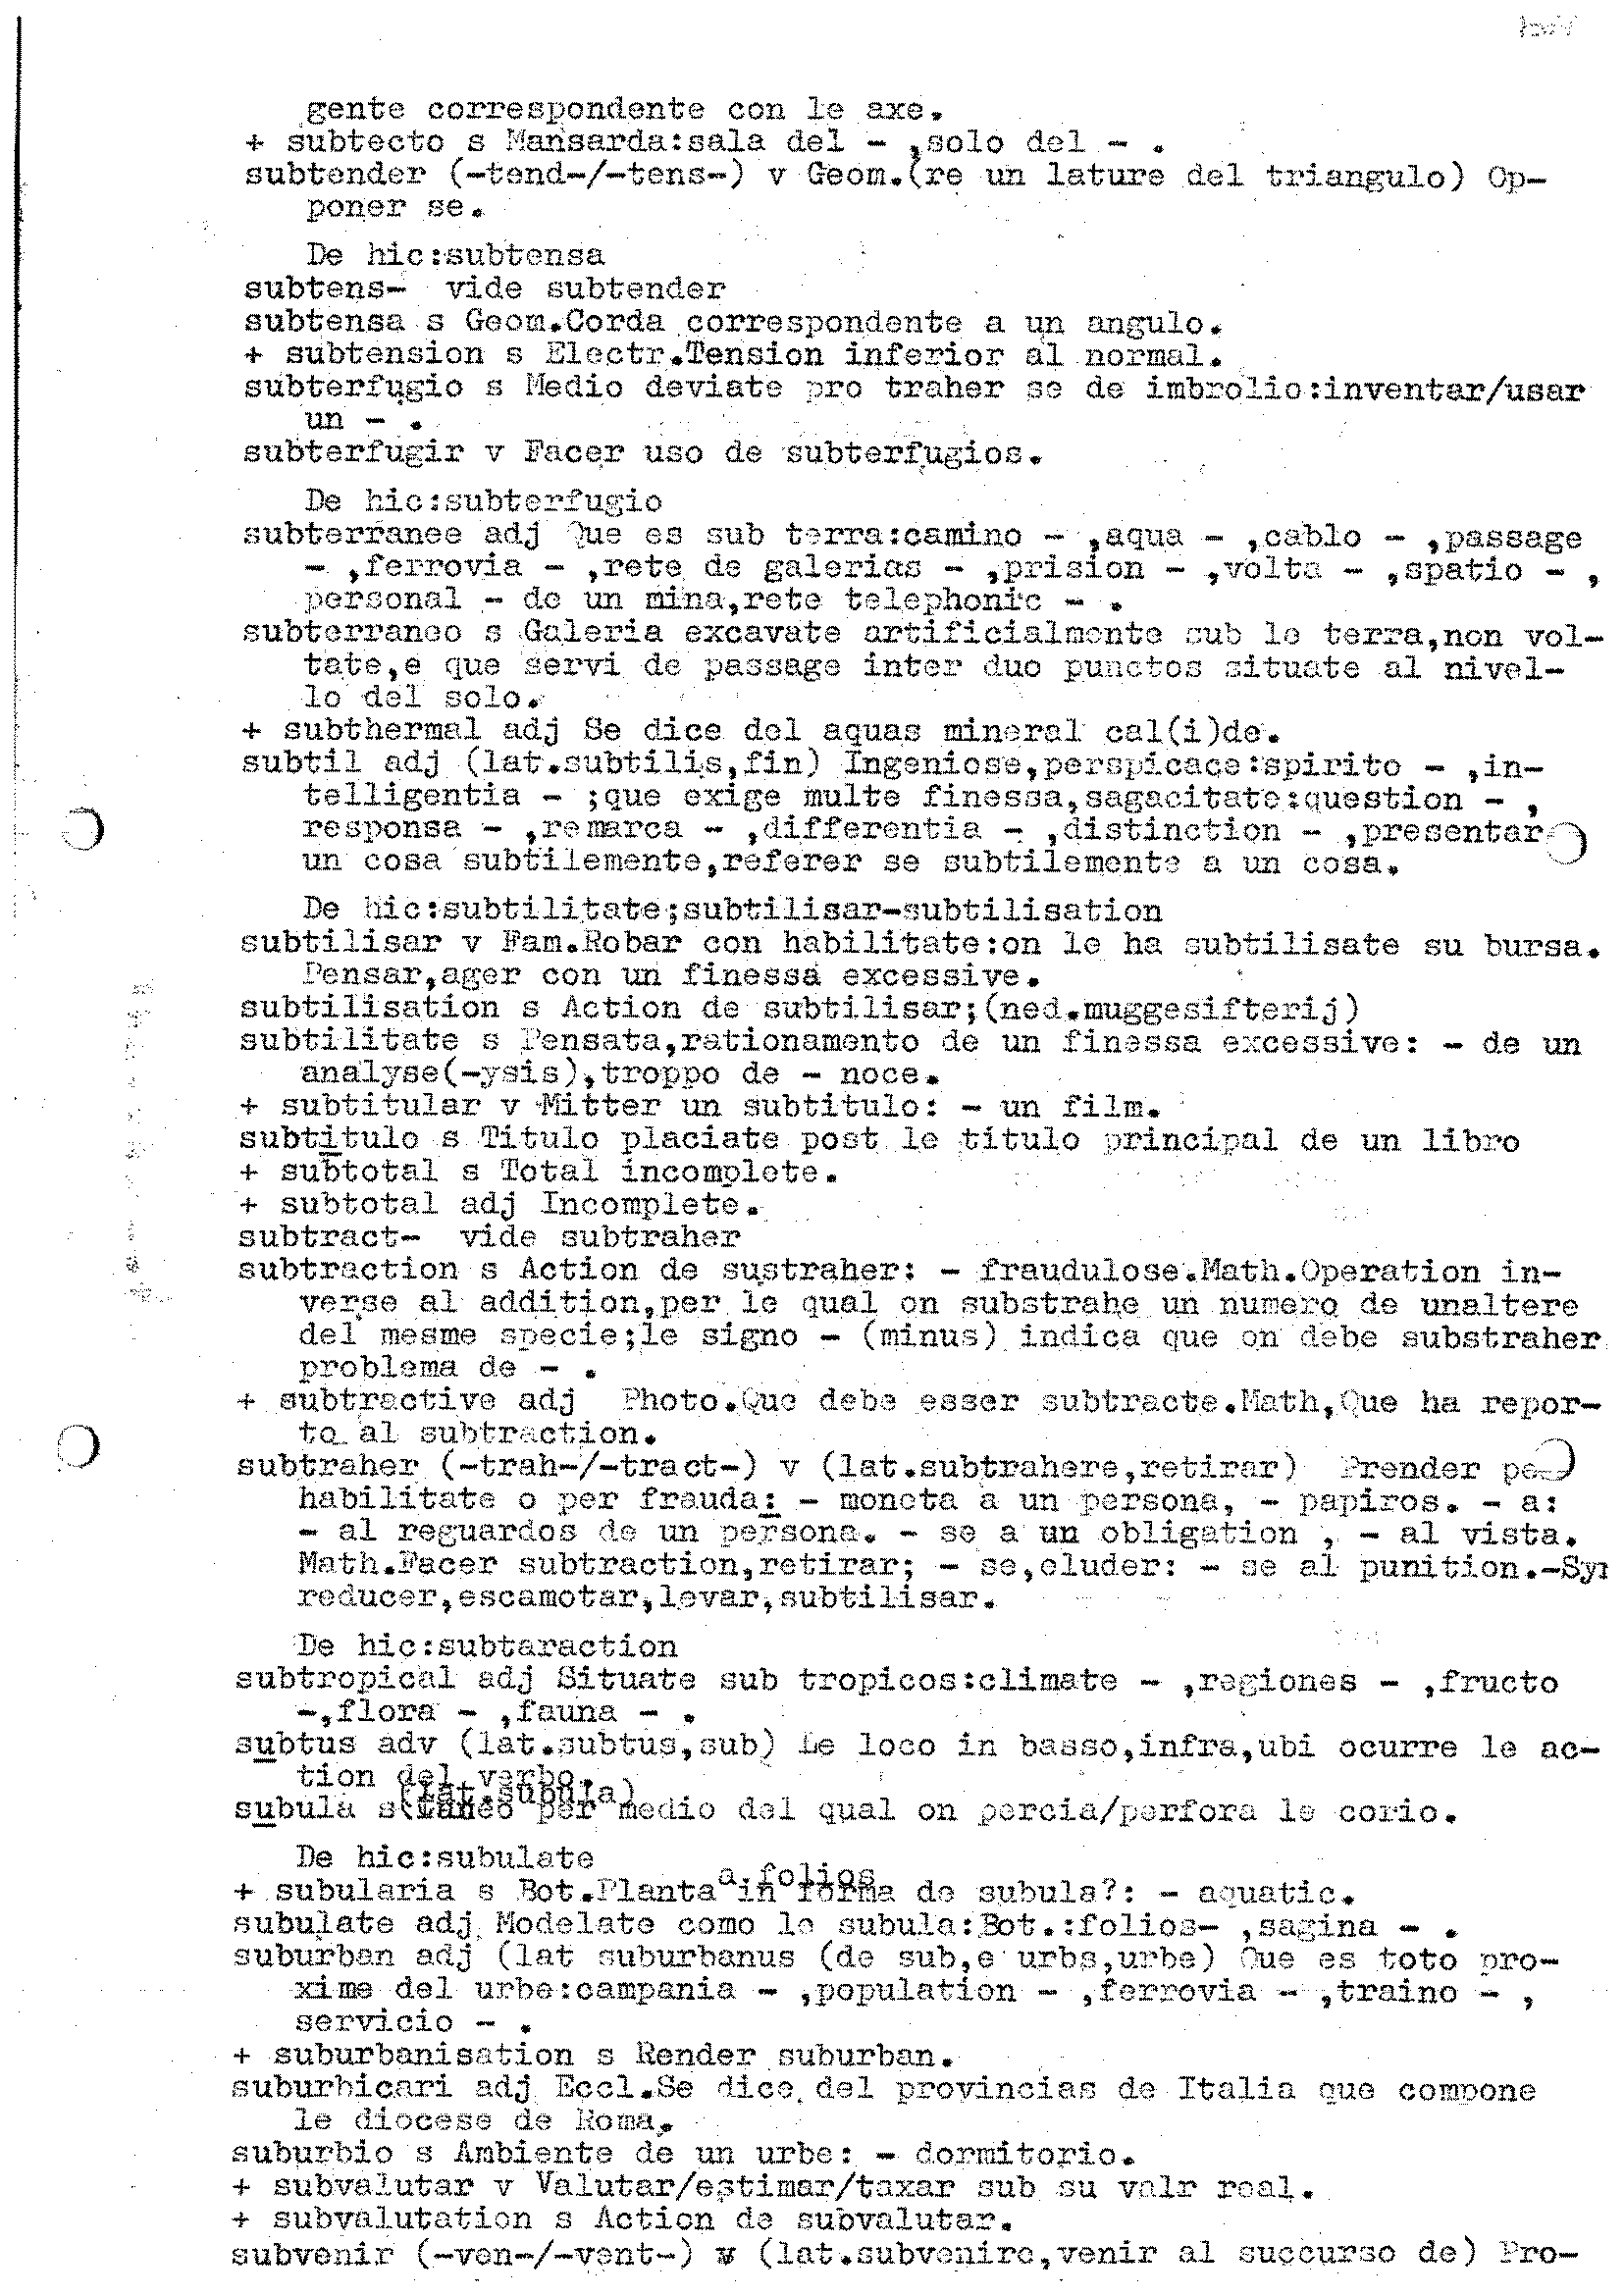 gente correspondente con le axe.
+ subtecto s Mansarda:sala del - ,solo del - .
subtender (-tend-/-tens-) v Geom.(re un lature del triangulo) Op-
poner se.
De hic:subtensa
subtens- vide subtender
subtensa s Geom.Corda correspondente a un angulo.
+ subtension s Electr.Tension inferior al normal.
subterfugio s Medio deviate pro traher se de imbrolio:inventar/usar
un - .
subterfugir v Facer uso de subterfugios.
De hic:subterfugio
subterranee adj Que es sub terra:camino - ,aqua - ,cablo - ,passage
- ,ferrovia - ,rete de galerias - ,prision - ,volta - ,spatio - ,
personal - de un mina,rete telephonic - .
subterraneo s Galeria excavate artificialmente sub le terra,non vol-
tate,e que servi de passage inter duo punctos situate al nivel-
lo del solo.
+ subthermal adj Se dice del aquas mineral cal(i)de.
subtil adj (lat.subtilis,fin) Ingeniose,perspicace:spirito - ,in-
telligentia - ;que exige multe finessa,sagacitate:question - ,
responsa - ,remarca - ,differentia - ,distinction - ,presentar
un cosa subtilemente,referer se subtilemente a un cosa.
De hic:subtilitate;subtilisar-subtilisation
subtilisar v Fam.Robar con habilitate:on le ha subtilisate su bursa.
Pensar,ager con un finessa excessive.
subtilisation s Action de subtilisar;(ned.muggesifterij)
subtilitate s Pensata,rationamento de un finessa excessive: - de un
analyse(-ysis),troppo de - noce.
+ subtitular v Mitter un subtitulo: - un film.
subtitulo s Titulo placiate post le titulo principal de un libro
+ subtotal s Total incomplete.
+ subtotal adj Incomplete.
subtract- vide subtraher
subtraction s Action de sustraher: - fraudulose.Math.Operation in-
verse al addition,per le qual on substrahe un numero de unaltere
del mesme specie;le signo - (minus) indica que on debe substraher
problema de - .
+ subtractive adj Photo.Que debe esser subtracte.Math,Que ha repor-
to al subtraction.
subtraher (-trah-/-tract-) v (lat.subtrahere,retirar) Prender pe
habilitate o per frauda: - moneta a un persona, - papiros. - a:
- al reguardos de un persona. - se a un obligation , - al vista.
Math.Facer subtraction,retirar; - se,eluder: - se al punition.-Syn
reducer,escamotar,levar,subtilisar.
De hic:subtaraction
subtropical adj Situate sub tropicos:climate - ,regiones - ,fructo
-,flora - ,fauna - .
subtus adv (lat.subtus,sub) Le loco in basso,infra,ubi ocurre le ac-
tion del verbo.
(lat.subula)
subula s Lanceo per medio del qual on percia/perfora le corio.
De hic:subulate
a folios
+ subularia s Bot.Planta in forma de subula?: - aquatic.
subulate adj Modelate como le subula:Bot.:folios- ,sagina - .
suburban adj (lat suburbanus (de sub,e urbs,urbe) Que es toto pro-
xime del urbe:campania - ,population - ,ferrovia - ,traino - ,
servicio - .
+ suburbanisation s Render suburban.
suburbicari adj Eccl.Se dice del provincias de Italia que compone
le diocese de Roma.
suburbio s Ambiente de un urbe: - dormitorio.
+ subvalutar v Valutar/estimar/taxar sub su valr real.
+ subvalutation s Action de subvalutar.
subvenir (-ven-/-vent-) v (lat.subvenire,venir al succurso de) Pro-